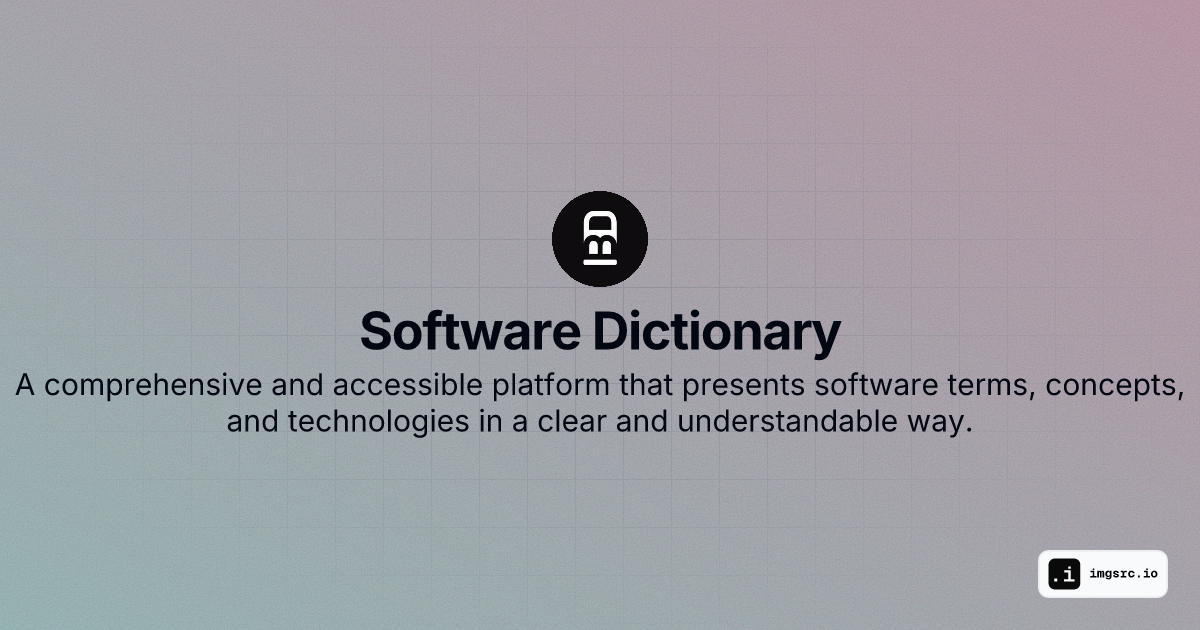 Software Dictionary
A comprehensive and accessible platform that presents software terms, concepts,
and technologies in a clear and understandable way.
.i imgsrc.io